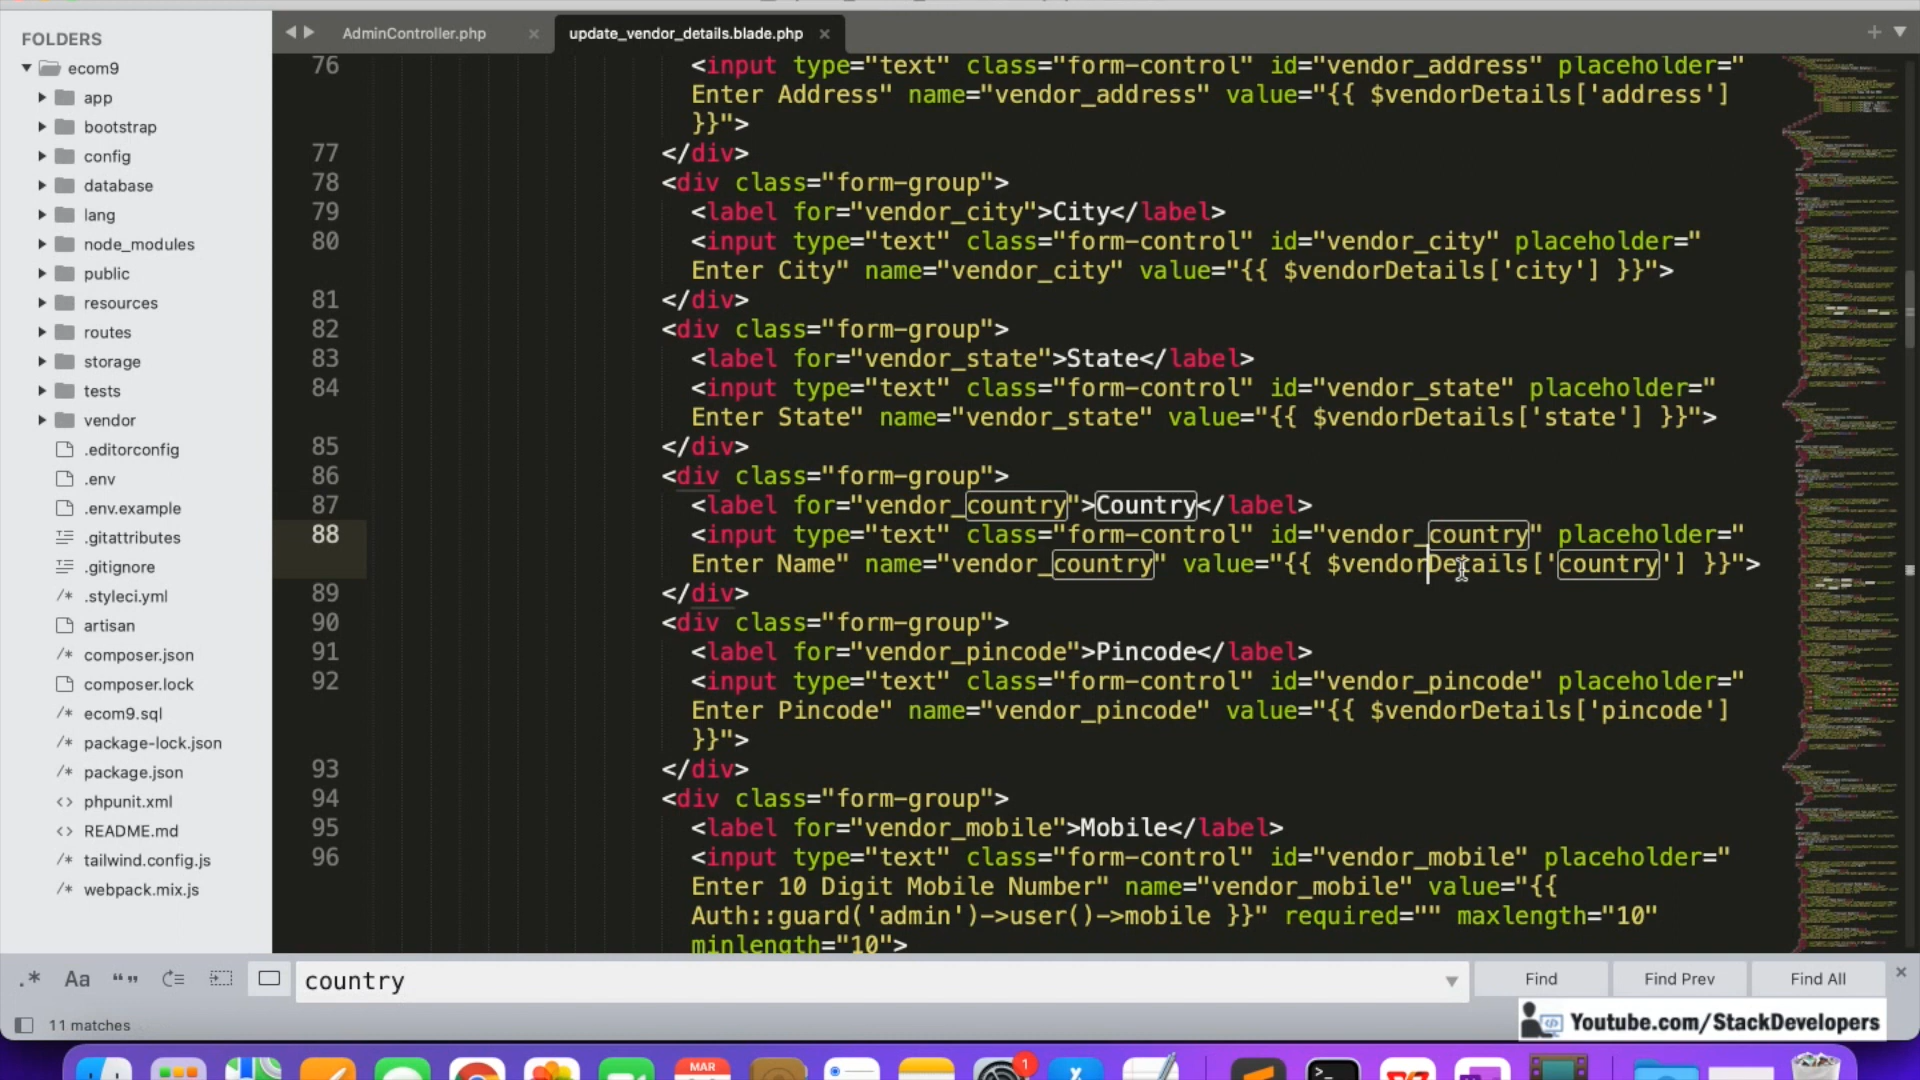 FOLDERS
ecom9
app
bootstrap
config
database
lang
node_modules
public
resources
routes
storage
tests
vendor
.editorconfig
.env
.env.example
.gitattributes
.gitignore
.styleci.yml
artisan
composer.json
composer.lock
ecom9.sql
package-lock.json
package.json
phpunit.xml
README.md
tailwind.config.js
webpack.mix.js
AdminController.php ×
update_vendor_details.blade.php ×
76 <input type="text" class="form-control" id="vendor_address" placeholder="
Enter Address" name="vendor_address" value="{{ $vendorDetails['address']
}}">
77 </div>
78 <div class="form-group">
79 <label for="vendor_city">City</label>
80 <input type="text" class="form-control" id="vendor_city" placeholder="
Enter City" name="vendor_city" value="{{ $vendorDetails['city'] }}">
81 </div>
82 <div class="form-group">
83 <label for="vendor_state">State</label>
84 <input type="text" class="form-control" id="vendor_state" placeholder="
Enter State" name="vendor_state" value="{{ $vendorDetails['state'] }}">
85 </div>
86 <div class="form-group">
87 <label for="vendor_country">Country</label>
88 <input type="text" class="form-control" id="vendor_country" placeholder="
Enter Name" name="vendor_country" value="{{ $vendorDetails['country'] }}">
89 </div>
90 <div class="form-group">
91 <label for="vendor_pincode">Pincode</label>
92 <input type="text" class="form-control" id="vendor_pincode" placeholder="
Enter Pincode" name="vendor_pincode" value="{{ $vendorDetails['pincode']
}}">
93 </div>
94 <div class="form-group">
95 <label for="vendor_mobile">Mobile</label>
96 <input type="text" class="form-control" id="vendor_mobile" placeholder="
Enter 10 Digit Mobile Number" name="vendor_mobile" value="{{
Auth::guard('admin')->user()->mobile }}" required="" maxlength="10"
minlength="10">
.* Aa “” country Find Find Prev Find All ×
11 matches
Youtube.com/StackDevelopers
MAR
1